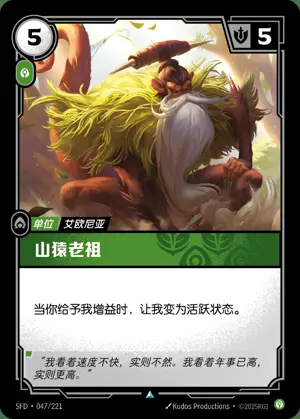 5
5
单位 艾欧尼亚
山猿老祖
当你给予我增益时，让我变为活跃状态。
"我看着速度不快，实则不然。我看着年事已高，
实则更高。"
SFD • 047/221
Kudos Productions • ©2025RGI